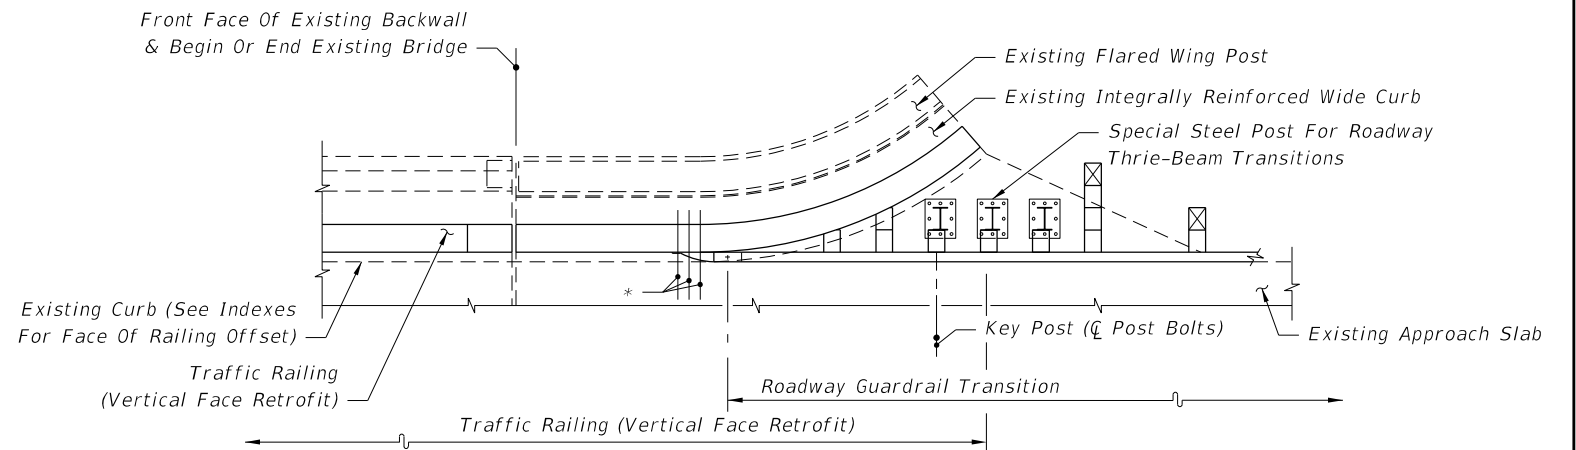 Front Face Of Existing Backwall
& Begin Or End Existing Bridge
Existing Flared Wing Post
Existing Integrally Reinforced Wide Curb
Special Steel Post For Roadway
Thrie-Beam Transitions
*
Existing Curb (See Indexes
For Face Of Railing Offset)
Key Post (℄ Post Bolts)
Existing Approach Slab
Traffic Railing
(Vertical Face Retrofit)
Roadway Guardrail Transition
Traffic Railing (Vertical Face Retrofit)